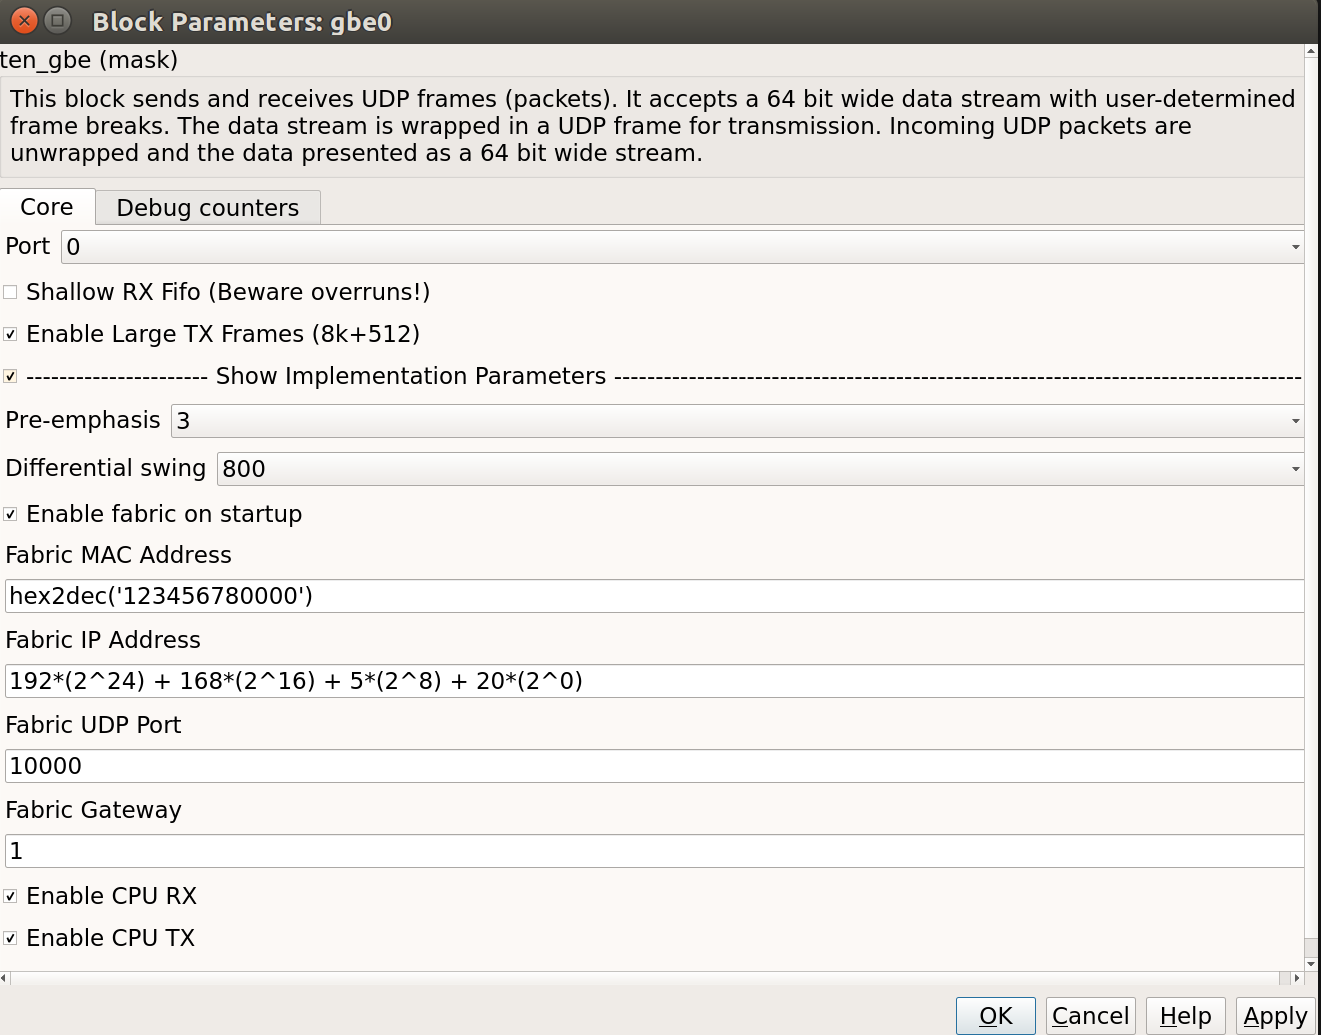 Block Parameters: gbe0
ten_gbe (mask)
This block sends and receives UDP frames (packets). It accepts a 64 bit wide data stream with user-determined
frame breaks. The data stream is wrapped in a UDP frame for transmission. Incoming UDP packets are
unwrapped and the data presented as a 64 bit wide stream.
Core Debug counters
Port 0
Shallow RX Fifo (Beware overruns!)
Enable Large TX Frames (8k+512)
---------------------- Show Implementation Parameters -----------------------------------------------------------------------------------
Pre-emphasis 3
Differential swing 800
Enable fabric on startup
Fabric MAC Address
hex2dec('123456780000')
Fabric IP Address
192*(2^24) + 168*(2^16) + 5*(2^8) + 20*(2^0)
Fabric UDP Port
10000
Fabric Gateway
1
Enable CPU RX
Enable CPU TX
OK Cancel Help Apply